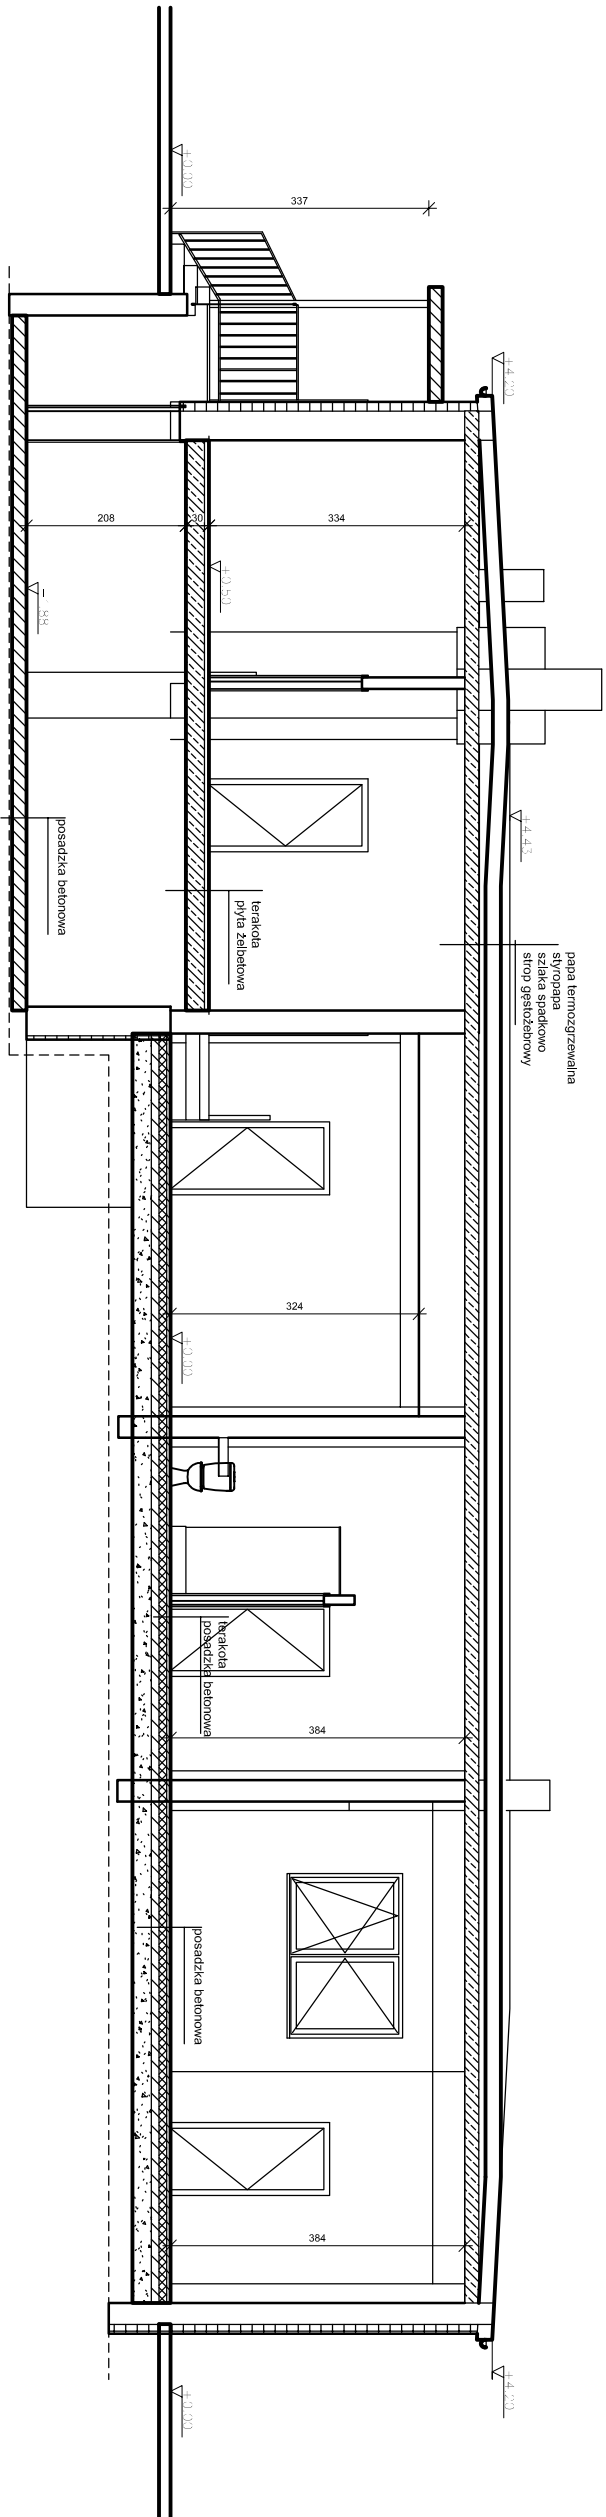 +0.00
337
+4.20
208
30
334
+0.50
-1.88
+4.43
posadzka betonowa
terakota
płyta żelbetowa
papa termozgrzewalna
styropapa
szlaka spadkowo
strop gęstożebrowy
324
+0.00
terakota
posadzka betonowa
384
posadzka betonowa
384
+4.20
+0.00